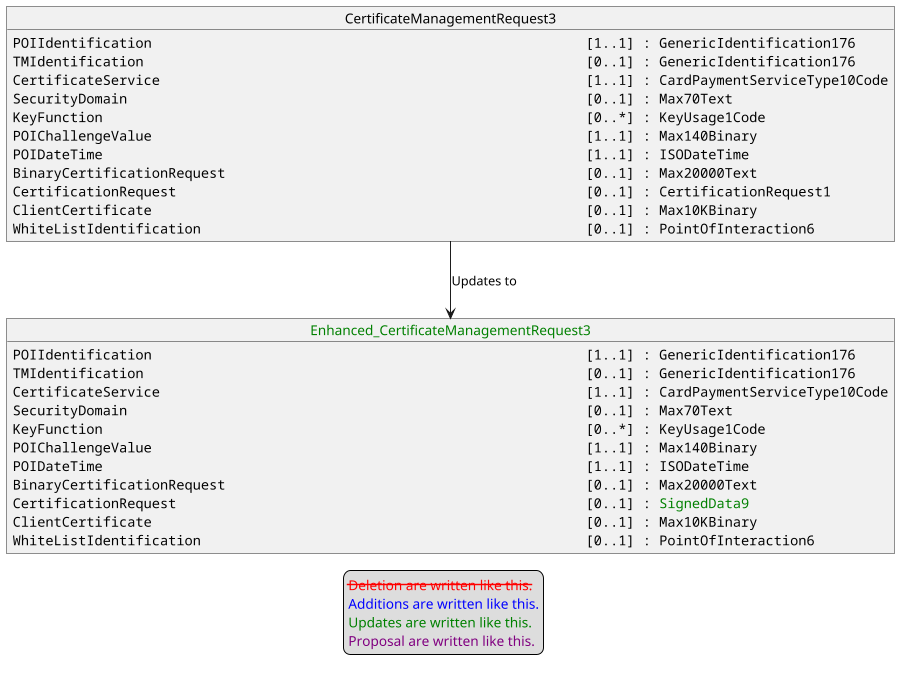 CertificateManagementRequest3
POIIdentification [1..1] : GenericIdentification176
TMIdentification [0..1] : GenericIdentification176
CertificateService [1..1] : CardPaymentServiceType10Code
SecurityDomain [0..1] : Max70Text
KeyFunction [0..*] : KeyUsage1Code
POIChallengeValue [1..1] : Max140Binary
POIDateTime [1..1] : ISODateTime
BinaryCertificationRequest [0..1] : Max20000Text
CertificationRequest [0..1] : CertificationRequest1
ClientCertificate [0..1] : Max10KBinary
WhiteListIdentification [0..1] : PointOfInteraction6
Updates to
Enhanced_CertificateManagementRequest3
POIIdentification [1..1] : GenericIdentification176
TMIdentification [0..1] : GenericIdentification176
CertificateService [1..1] : CardPaymentServiceType10Code
SecurityDomain [0..1] : Max70Text
KeyFunction [0..*] : KeyUsage1Code
POIChallengeValue [1..1] : Max140Binary
POIDateTime [1..1] : ISODateTime
BinaryCertificationRequest [0..1] : Max20000Text
CertificationRequest [0..1] : SignedData9
ClientCertificate [0..1] : Max10KBinary
WhiteListIdentification [0..1] : PointOfInteraction6
Deletion are written like this.
Additions are written like this.
Updates are written like this.
Proposal are written like this.